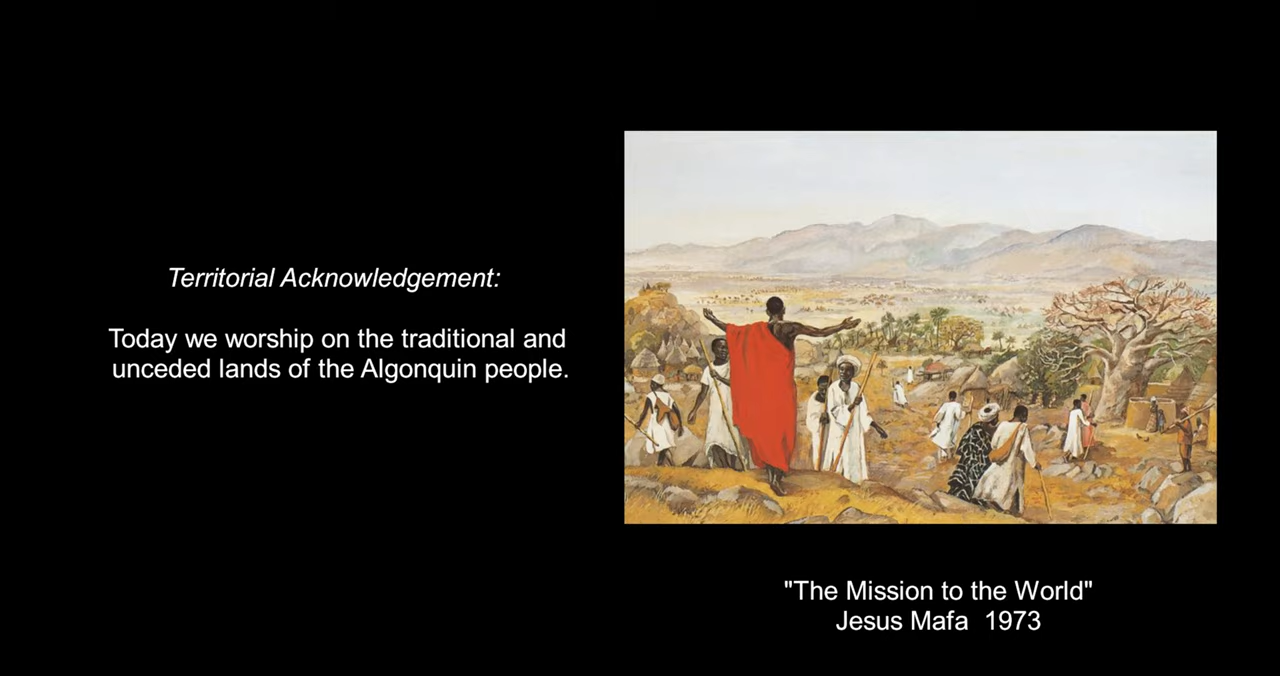 Territorial Acknowledgement:
Today we worship on the traditional and
unceded lands of the Algonquin people.
"The Mission to the World"
Jesus Mafa  1973